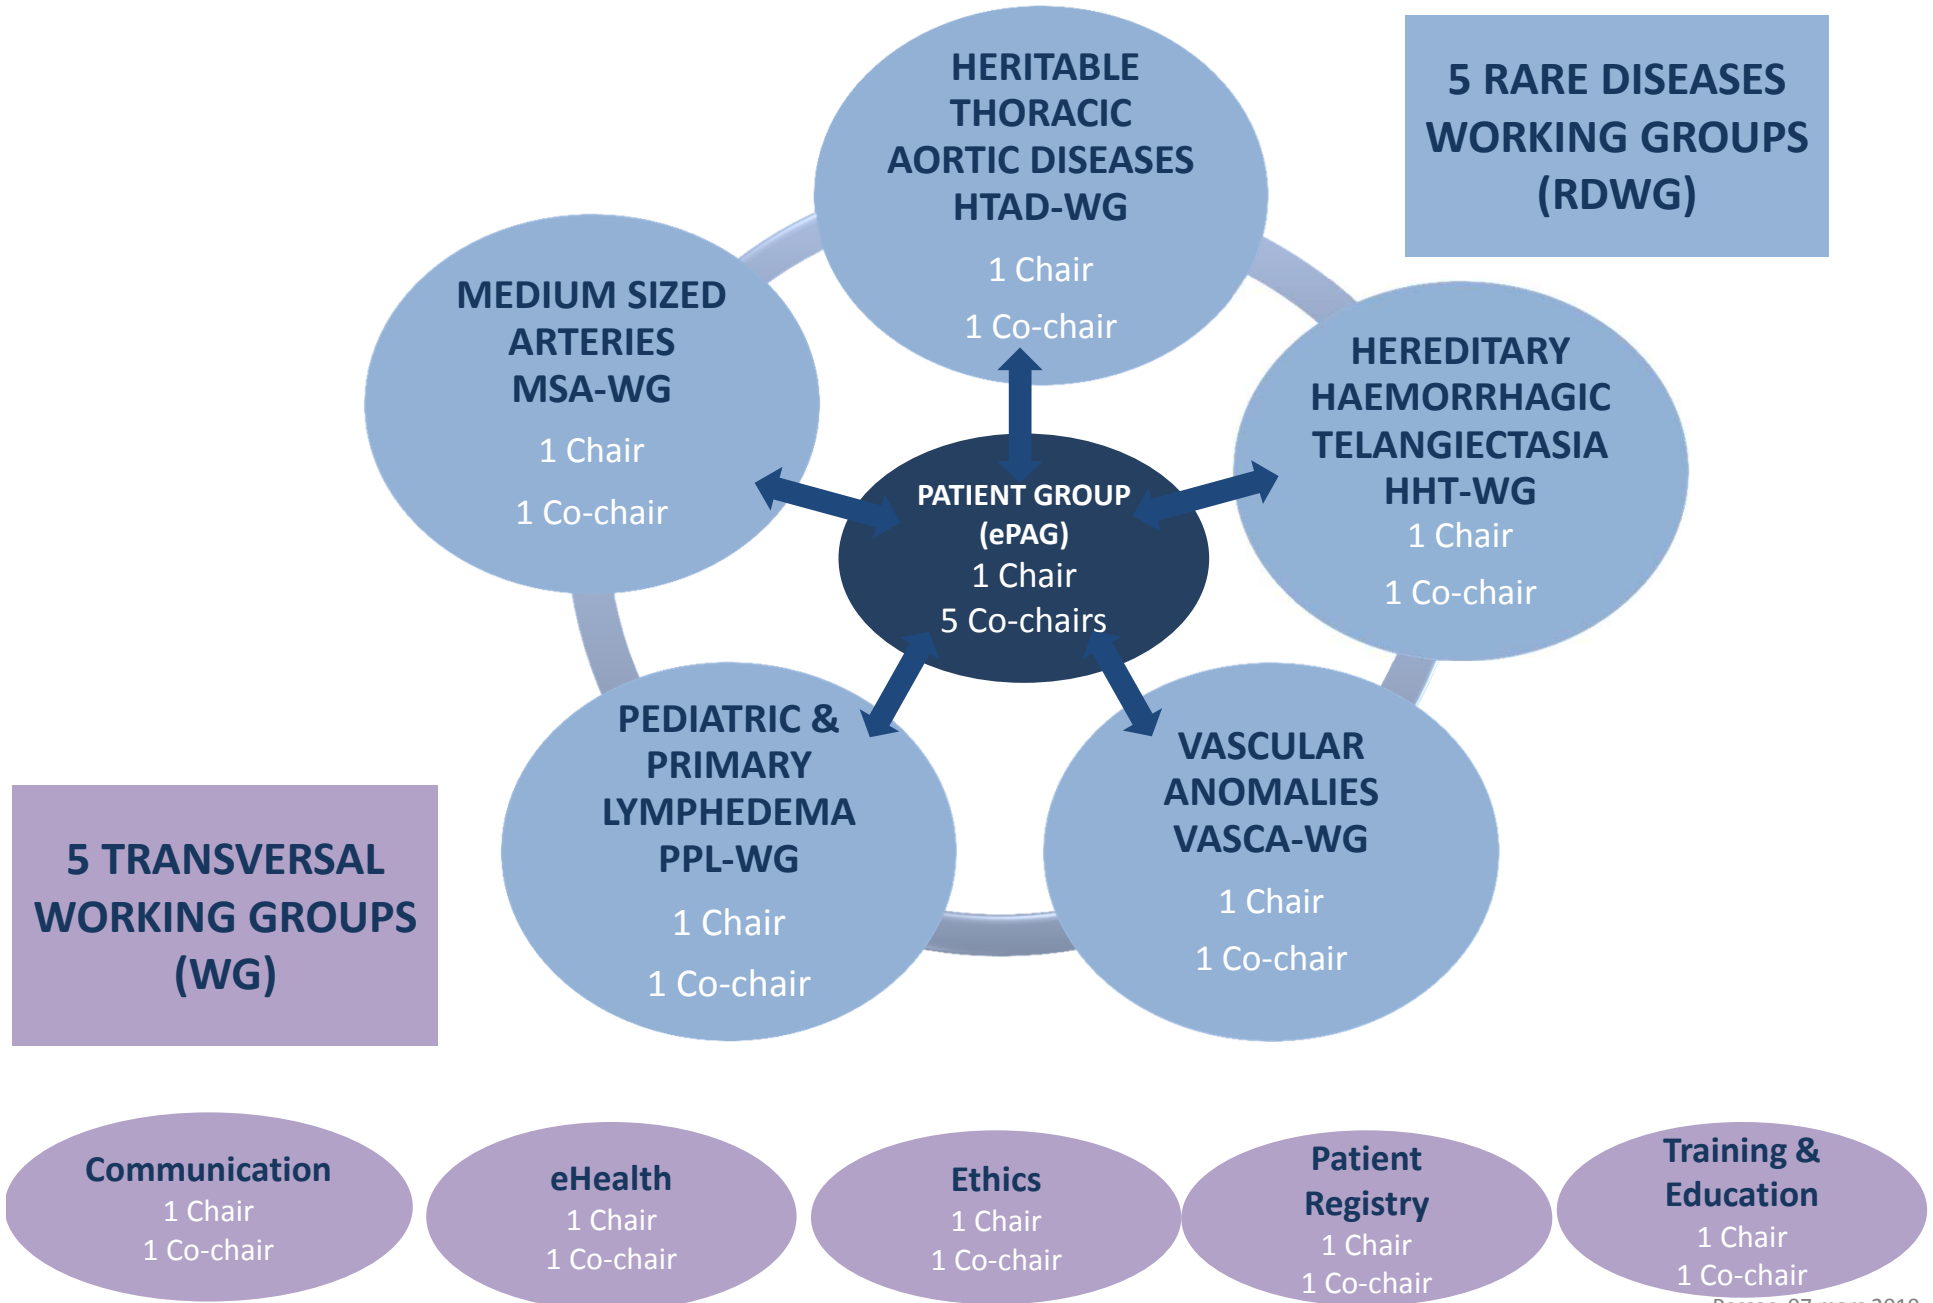 HERITABLE
THORACIC
AORTIC DISEASES
HTAD-WG
1 Chair
1 Co-chair
5 RARE DISEASES
WORKING GROUPS
(RDWG)
MEDIUM SIZED
ARTERIES
MSA-WG
1 Chair
1 Co-chair
HEREDITARY
HAEMORRHAGIC
TELANGIECTASIA
HHT-WG
1 Chair
1 Co-chair
PATIENT GROUP
(ePAG)
1 Chair
5 Co-chairs
PEDIATRIC &
PRIMARY
LYMPHEDEMA
PPL-WG
1 Chair
1 Co-chair
VASCULAR
ANOMALIES
VASCA-WG
1 Chair
1 Co-chair
5 TRANSVERSAL
WORKING GROUPS
(WG)
Communication
1 Chair
1 Co-chair
eHealth
1 Chair
1 Co-chair
Ethics
1 Chair
1 Co-chair
Patient
Registry
1 Chair
1 Co-chair
Training &
Education
1 Chair
1 Co-chair